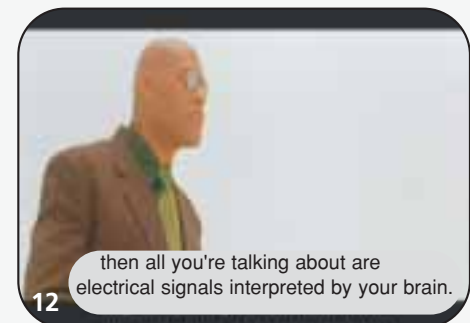 then all you're talking about are
electrical signals interpreted by your brain.
12